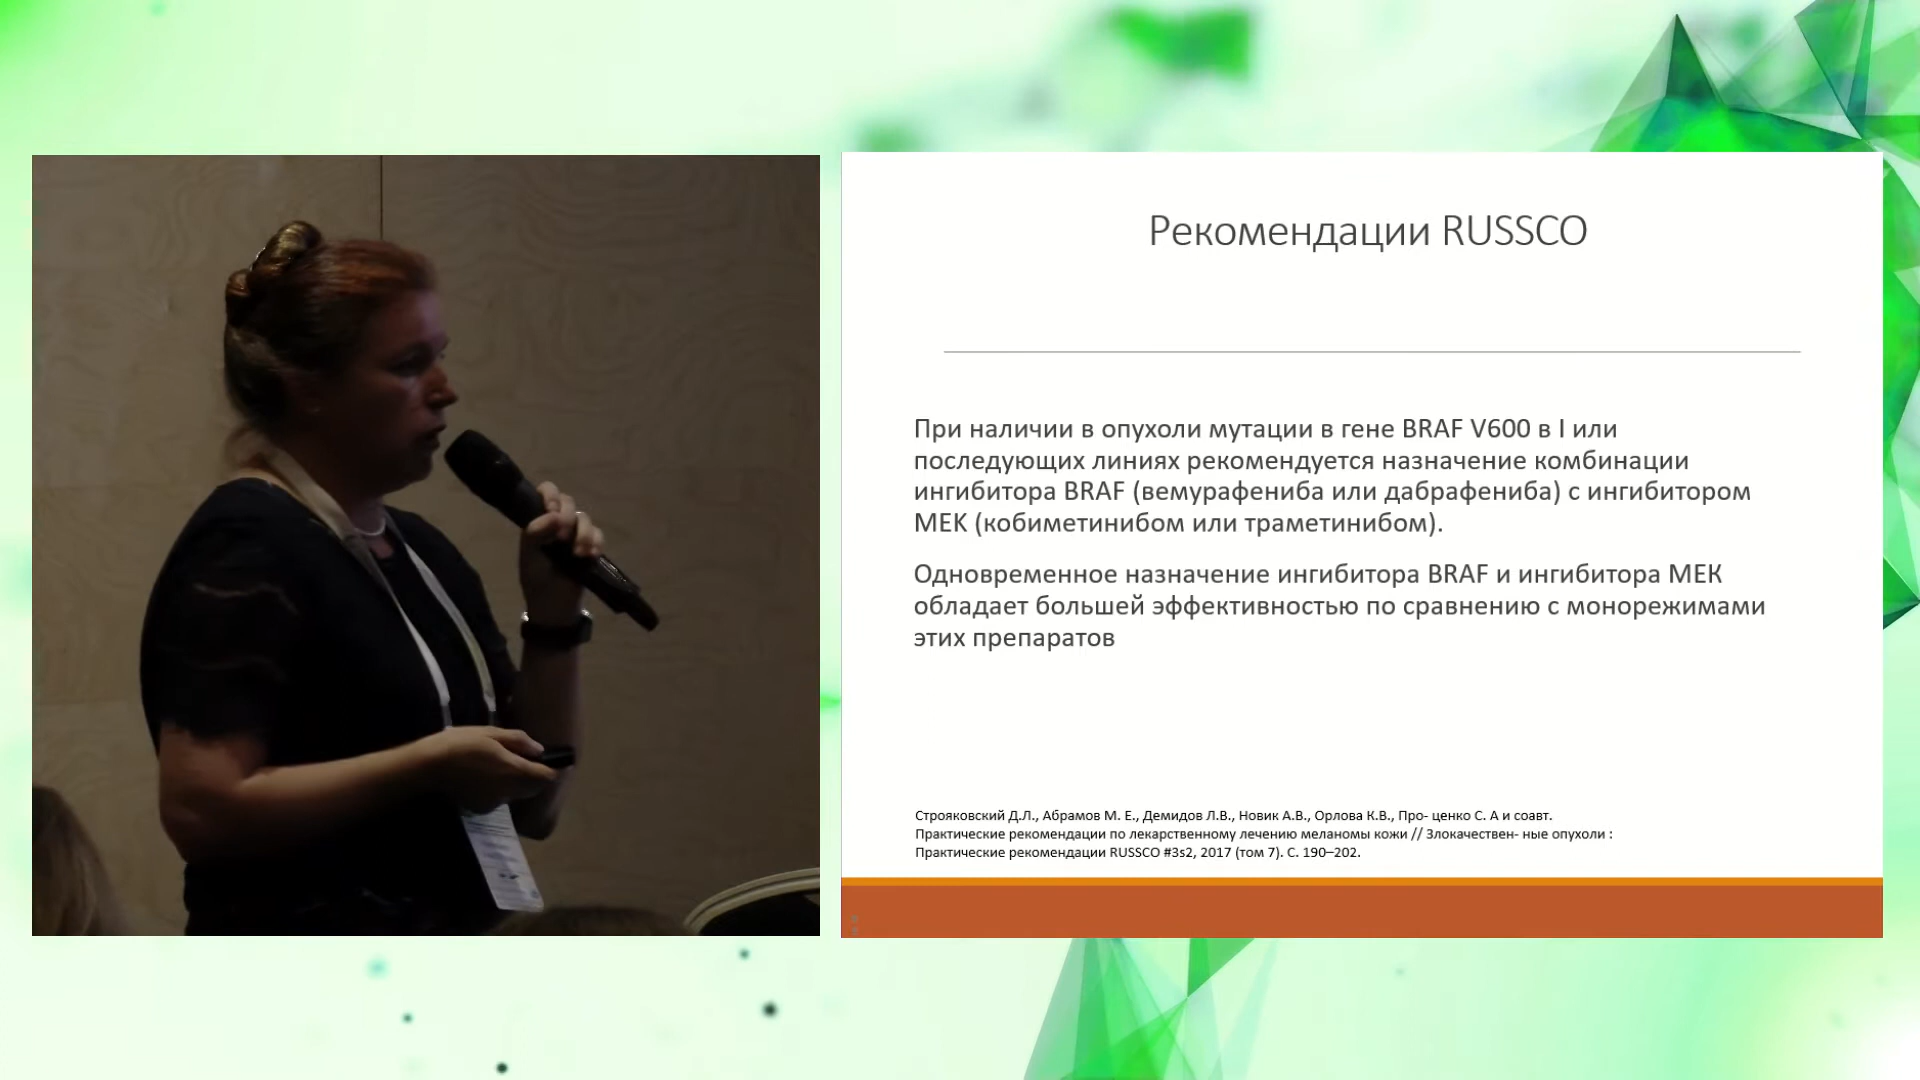 Рекомендации RUSSCO
При наличии в опухоли мутации в гене BRAF V600 в I или
последующих линиях рекомендуется назначение комбинации
ингибитора BRAF (вемурафениба или дабрафениба) с ингибитором
МЕК (кобиметинибом или траметинибом).
Одновременное назначение ингибитора BRAF и ингибитора МЕК
обладает большей эффективностью по сравнению с монорежимами
этих препаратов
Строяковский Д.Л., Абрамов М. Е., Демидов Л.В., Новик А.В., Орлова К.В., Про- ценко С. А и соавт.
Практические рекомендации по лекарственному лечению меланомы кожи // Злокачествен- ные опухоли :
Практические рекомендации RUSSCO #3s2, 2017 (том 7). С. 190–202.